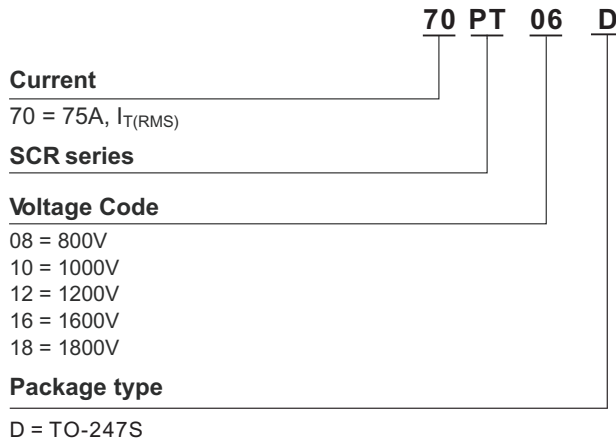 70 PT 06 D
Current
70 = 75A, IT(RMS)
SCR series
Voltage Code
08 = 800V
10 = 1000V
12 = 1200V
16 = 1600V
18 = 1800V
Package type
D = TO-247S